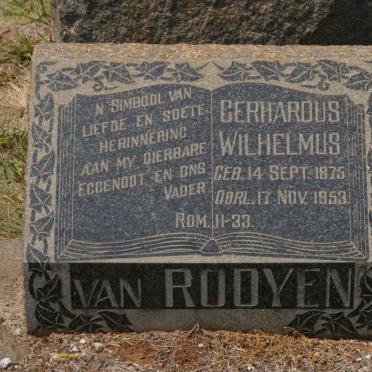 'N SIMBOOL VAN
LIEFDE EN SOETE
HERINNERING
AAN MY DIERBARE
EGGENOOT EN ONS
VADER
GERHARDUS
WILHELMUS
GEB. 14 SEPT. 1875
OORL. 17 NOV. 1953.
ROM. 11-33.
VAN ROOYEN